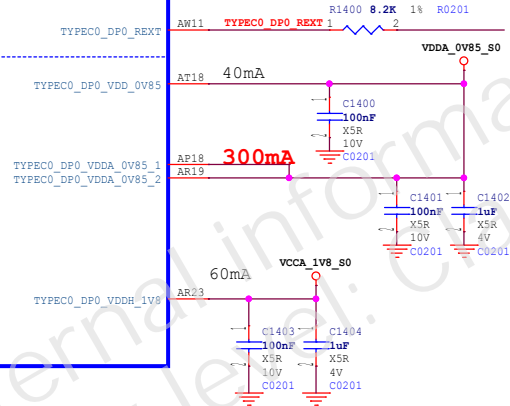 R1400 8.2K 1% R0201
TYPEC0_DP0_REXT AW11 TYPEC0_DP0_REXT 1 2
VDDA_0V85_S0
TYPEC0_DP0_VDD_0V85 AT18 40mA
C1400
100nF
X5R
10V
C0201
TYPEC0_DP0_VDDA_0V85_1 AP18 300mA
TYPEC0_DP0_VDDA_0V85_2 AR19
C1401 C1402
100nF 1uF
X5R X5R
10V 4V
C0201 C0201
VCCA_1V8_S0
60mA
TYPEC0_DP0_VDDH_1V8 AR23
C1403 C1404
100nF 1uF
X5R X5R
10V 4V
C0201 C0201